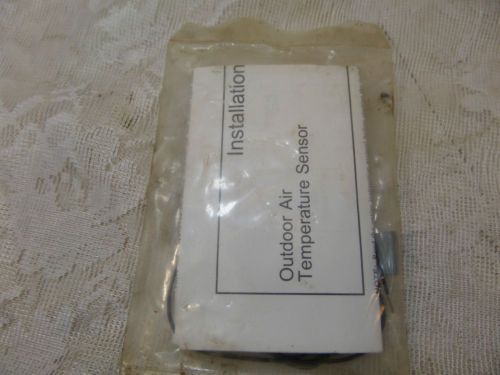 Installation
Outdoor Air
Temperature Sensor